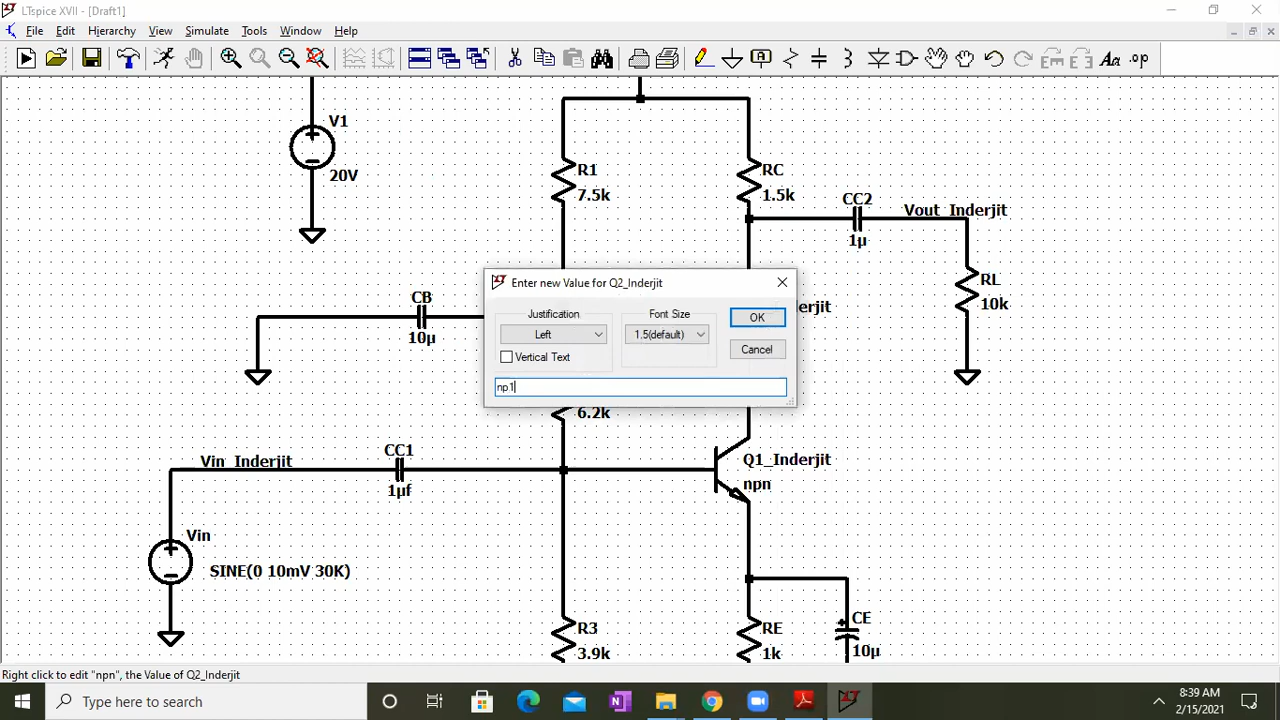 LTspice XVII - [Draft1]
File Edit Hierarchy View Simulate Tools Window Help
A Aa .op
V1
20V
R1
7.5k
RC
1.5k
CC2
1µ
Vout_Inderjit
RL
10k
CB
10µ
Enter new Value for Q2_Inderjit
Justification
Left
Vertical Text
Font Size
1.5(default)
OK
Cancel
np1
6.2k
Vin_Inderjit
CC1
1µf
Q1_Inderjit
npn
Vin
SINE(0 10mV 30K)
R3
3.9k
RE
1k
CE
10µ
Right click to edit "npn", the Value of Q2_Inderjit
Type here to search
8:39 AM
2/15/2021